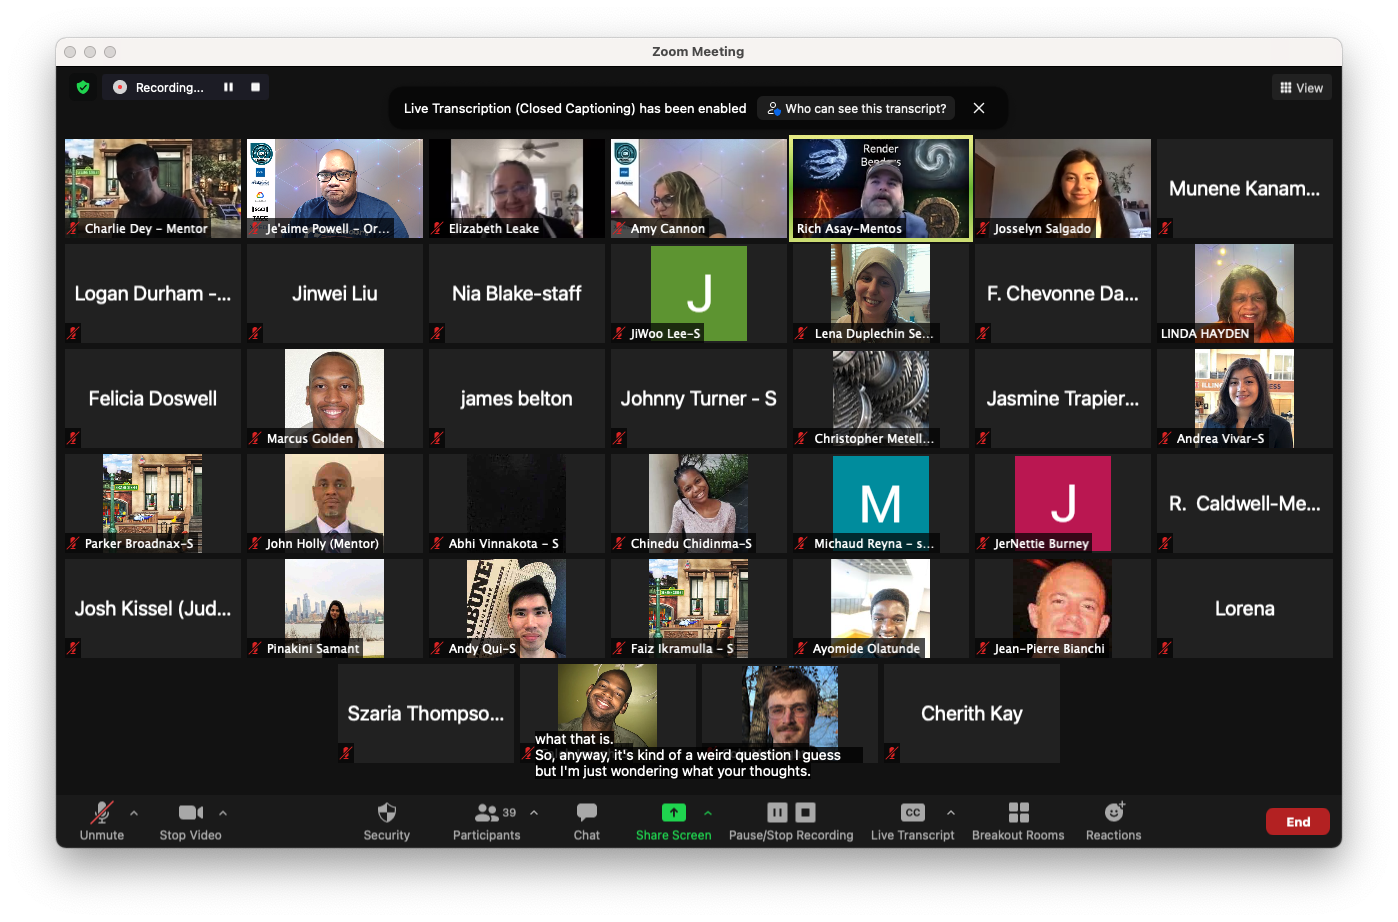 Zoom Meeting
Recording...
View
Live Transcription (Closed Captioning) has been enabled
Who can see this transcript?
Charlie Dey - Mentor
Je'aime Powell - Or...
Elizabeth Leake
Amy Cannon
Render
Benders
Rich Asay-Mentos
Josselyn Salgado
Munene Kanam...
Logan Durham -...
Jinwei Liu
Nia Blake-staff
J
JiWoo Lee-S
Lena Duplechin Se...
F. Chevonne Da...
LINDA HAYDEN
Felicia Doswell
Marcus Golden
james belton
Johnny Turner - S
Christopher Metell...
Jasmine Trapier...
Andrea Vivar-S
Parker Broadnax-S
John Holly (Mentor)
Abhi Vinnakota - S
Chinedu Chidinma-S
M
Michaud Reyna - s...
J
JerNettie Burney
R. Caldwell-Me...
Josh Kissel (Jud...
Pinakini Samant
Andy Qui-S
Faiz Ikramulla - S
Ayomide Olatunde
Jean-Pierre Bianchi
Lorena
Szaria Thompso...
Cherith Kay
what that is.
So, anyway, it's kind of a weird question I guess
but I'm just wondering what your thoughts.
Unmute
Stop Video
Security
39
Participants
Chat
Share Screen
Pause/Stop Recording
CC
Live Transcript
Breakout Rooms
Reactions
End